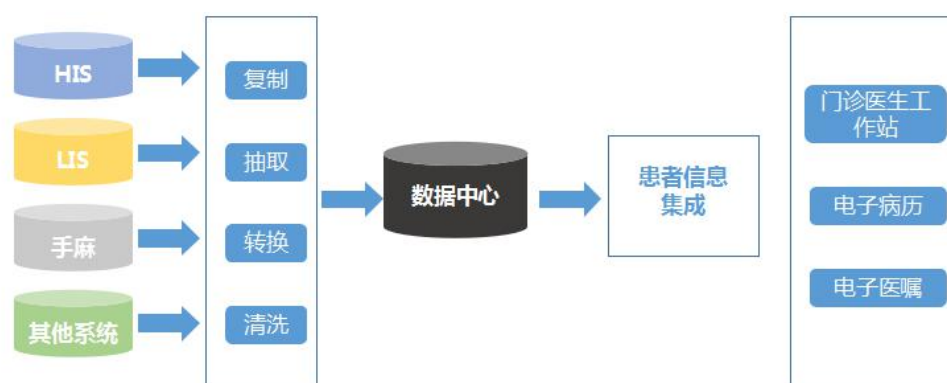 HIS
LIS
手麻
其他系统
复制
抽取
转换
清洗
数据中心
患者信息
集成
门诊医生工
作站
电子病历
电子医嘱